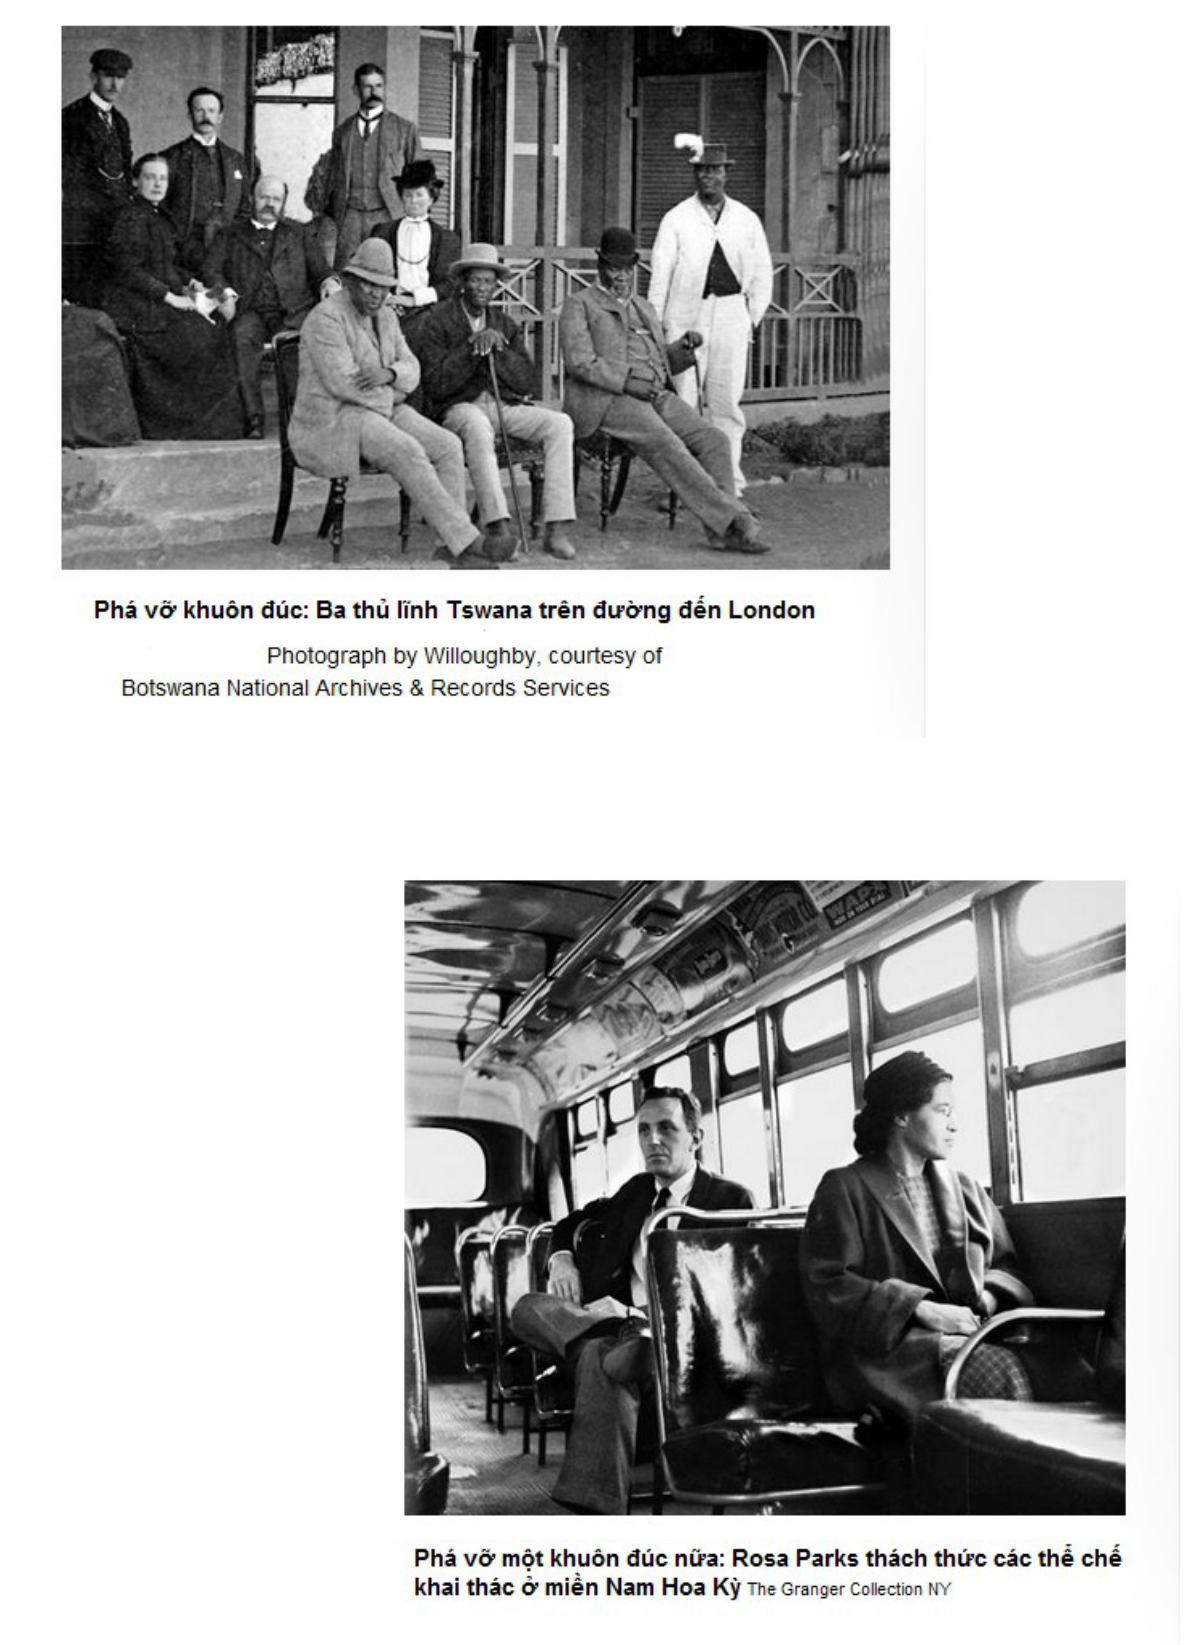 Phá vỡ khuôn đúc: Ba thủ lĩnh Tswana trên đường đến London
Photograph by Willoughby, courtesy of
Botswana National Archives & Records Services
Phá vỡ một khuôn đúc nữa: Rosa Parks thách thức các thể chế
khai thác ở miền Nam Hoa Kỳ The Granger Collection NY